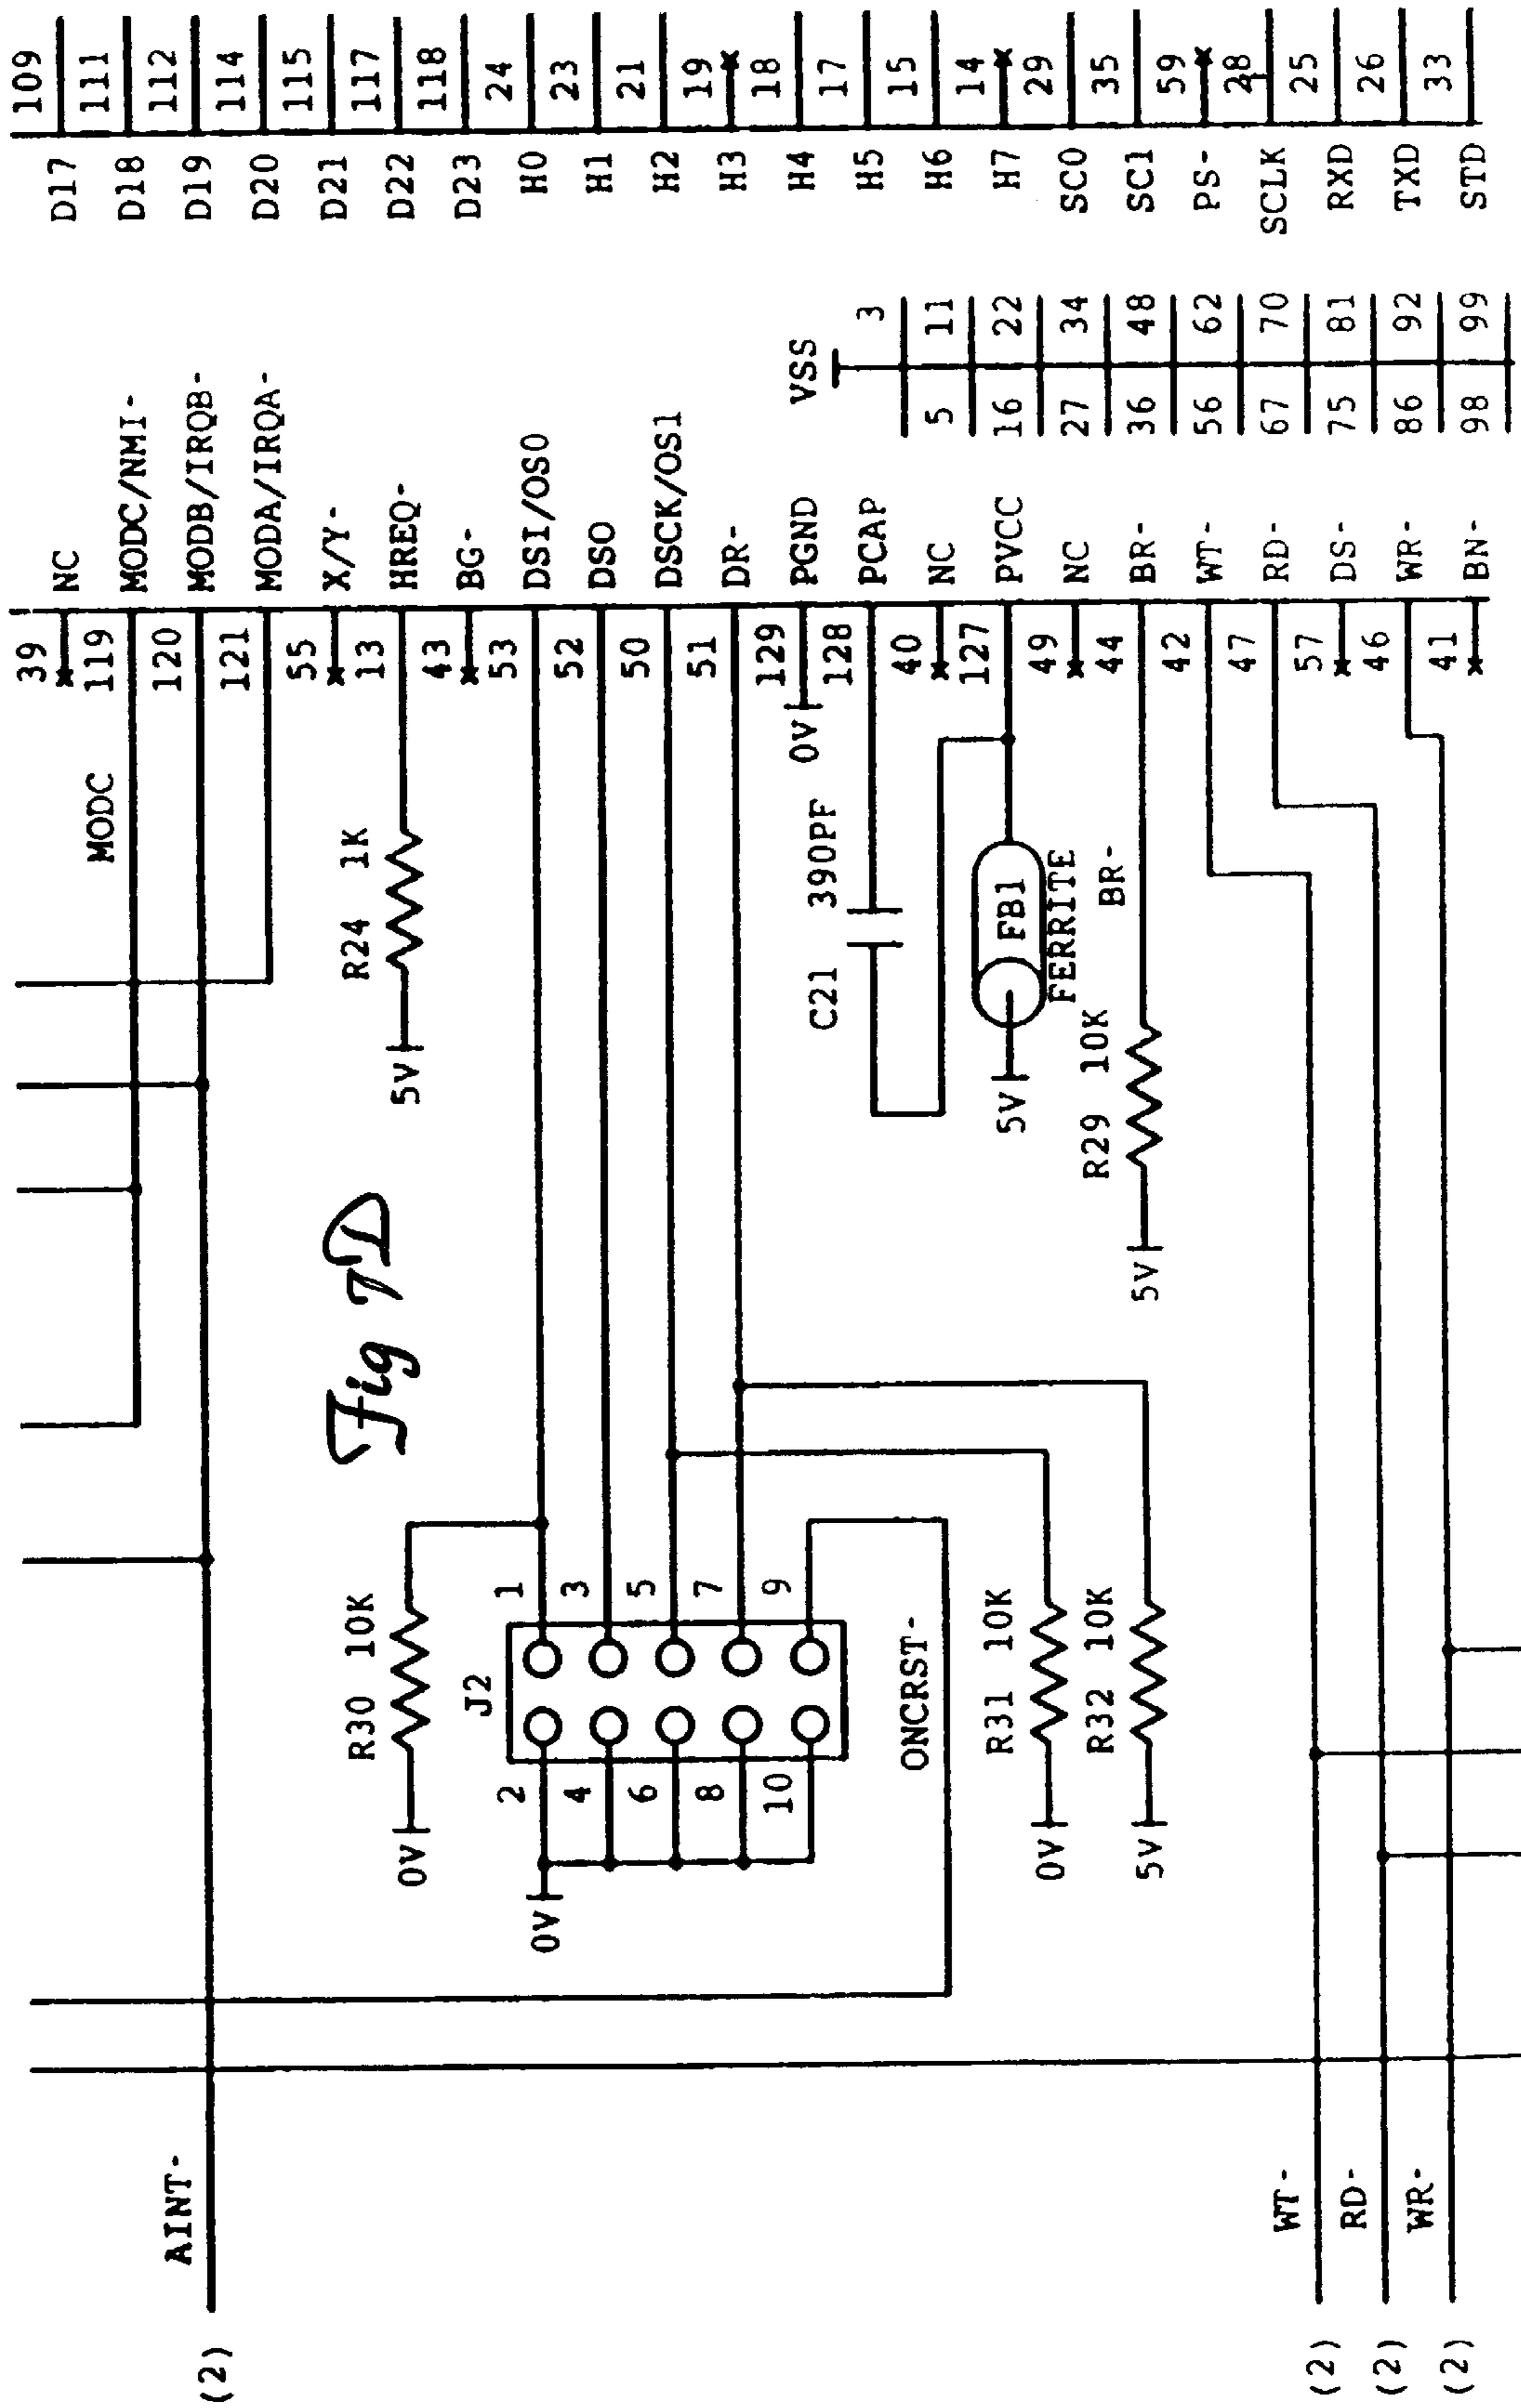 39 NC
MODC 119 MODC/NMI-
(2) AINT- 120 MODB/IRQB-
121 MODA/IRQA-
55 X/Y-
R24 1K
5V 13 HREQ-
43 BG-
Fig 7D
R30 10K
0V
J2
2 1 53 DSI/OS0
0V
4 3 52 DSO
6 5 50 DSCK/OS1
8 7 51 DR-
10 9 129 PGND
0V
C21 390PF 128 PCAP
ONCRST-
40 NC
127 PVCC
5V FB1
FERRITE
R31 10K
0V
49 NC
BR-
R29 10K 44 BR-
5V
R32 10K
5V
42 WT-
47 RD-
57 DS-
46 WR-
41 BN-
(2) WT-
(2) RD-
(2) WR-
VSS
3
5 11
16 22
27 34
36 48
56 62
67 70
75 81
86 92
98 99
D17 109
D18 111
D19 112
D20 114
D21 115
D22 117
D23 118
H0 24
H1 23
H2 21
H3 19
H4 18
H5 17
H6 15
H7 14
SC0 29
SC1 35
PS- 59
SCLK 28
RXD 25
TXD 26
STD 33